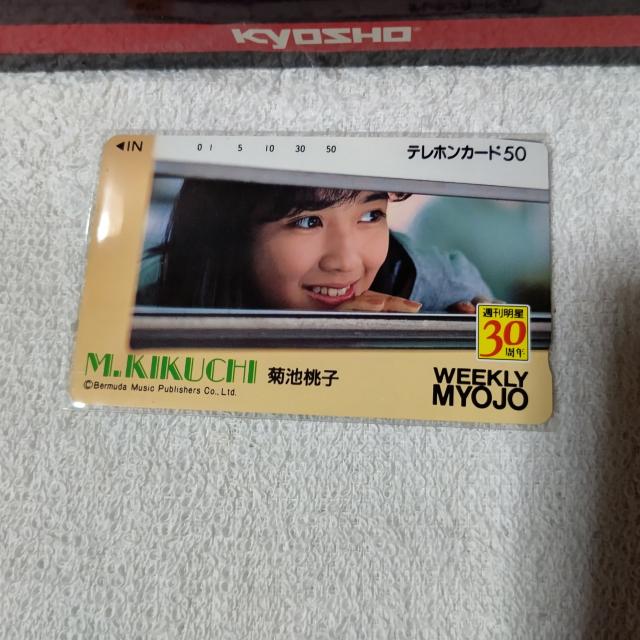 KYOSHO
◀IN
01 5 10 30 50
テレホンカード50
週刊明星
30
周年
M.KIKUCHI 菊池桃子
©Bermuda Music Publishers Co., Ltd.
WEEKLY
MYOJO